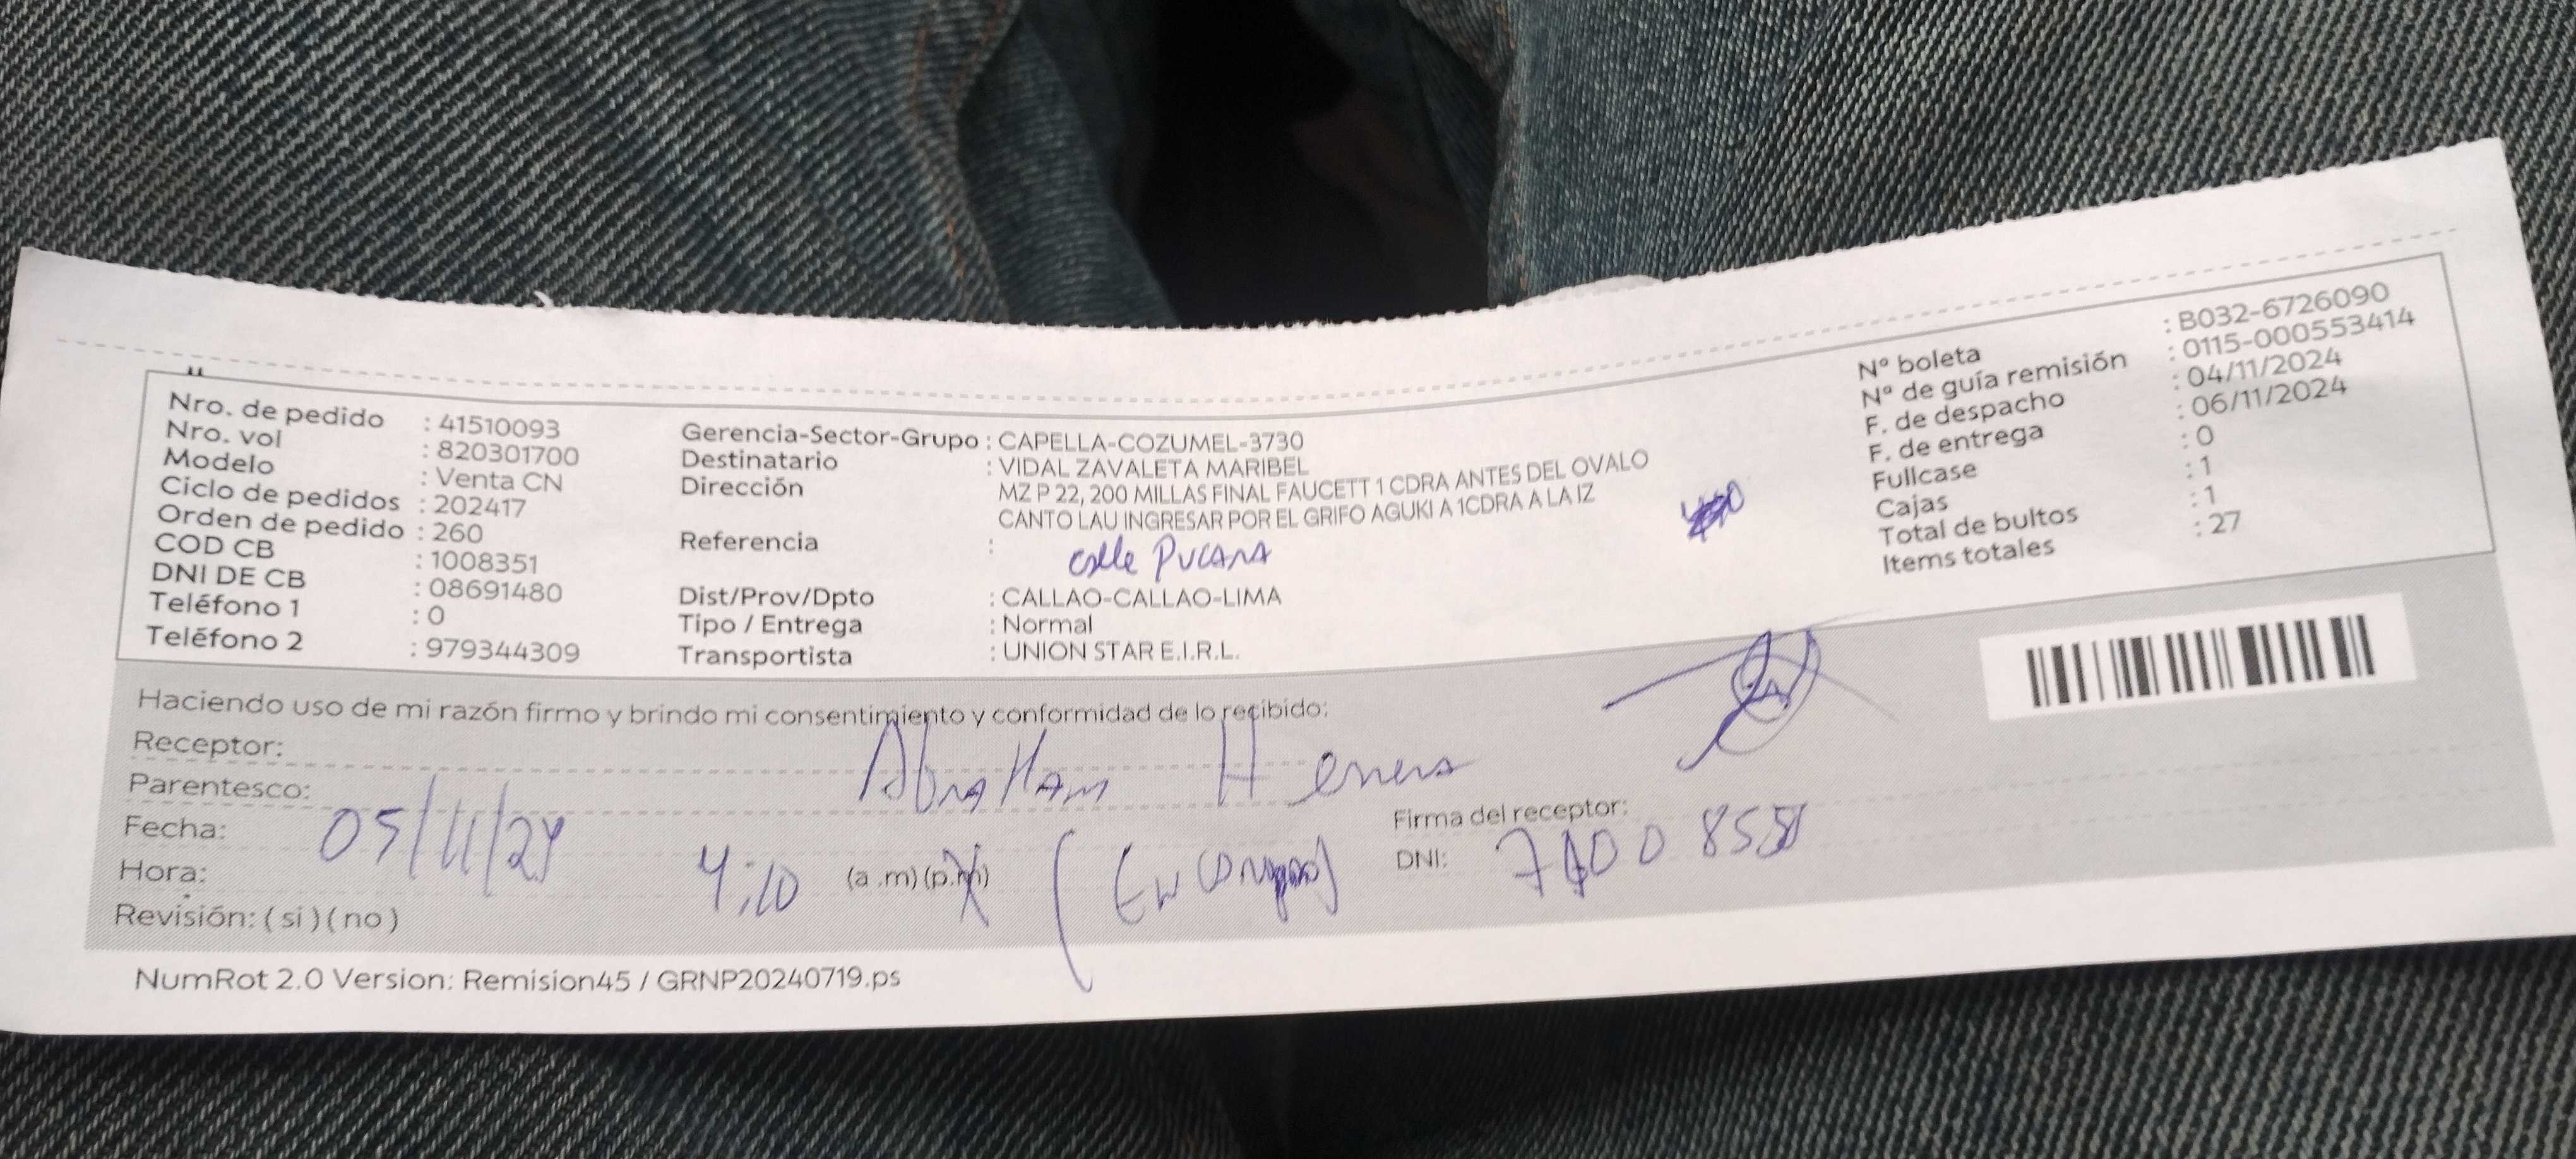 Nro. de pedido : 41510093
Nro. vol : 820301700
Modelo : Venta CN
Ciclo de pedidos : 202417
Orden de pedido : 260
COD CB : 1008351
DNI DE CB : 08691480
Teléfono 1 : 0
Teléfono 2 : 979344309
Gerencia-Sector-Grupo : CAPELLA-COZUMEL-3730
Destinatario : VIDAL ZAVALETA MARIBEL
Dirección MZ P 22, 200 MILLAS FINAL FAUCETT 1 CDRA ANTES DEL OVALO
CANTO LAU INGRESAR POR EL GRIFO AGUKI A 1CDRA A LA IZ
Referencia :
calle PUCARA
Dist/Prov/Dpto : CALLAO-CALLAO-LIMA
Tipo / Entrega : Normal
Transportista : UNION STAR E.I.R.L.
Nº boleta : B032-6726090
Nº de guía remisión : 0115-000553414
F. de despacho : 04/11/2024
F. de entrega : 06/11/2024
Fullcase : 0
Cajas : 1
Total de bultos : 1
Items totales : 27
Haciendo uso de mi razón firmo y brindo mi consentimiento y conformidad de lo recibido:
Receptor: Abraham
Parentesco:
Firma del receptor:
Fecha: 05/11/24
Hora: 4:10 (a .m) (p.m)
DNI:
Revisión: ( si ) ( no )
NumRot 2.0 Version: Remision45 / GRNP20240719.ps